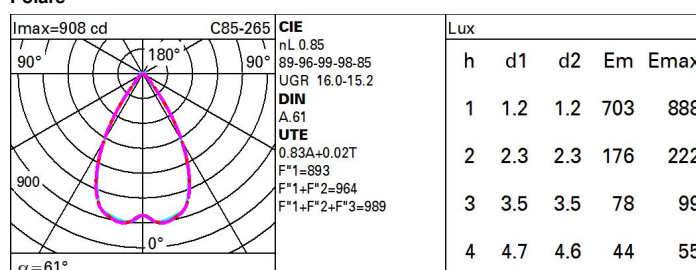 Polare
Imax=908 cd C85-265
90° 180° 90°
900
0°
α=61°
CIE
nL 0.85
89-96-99-98-85
UGR 16.0-15.2
DIN
A.61
UTE
0.83A+0.02T
F"1=893
F"1+F"2=964
F"1+F"2+F"3=989
Lux
h d1 d2 Em Emax
1 1.2 1.2 703 888
2 2.3 2.3 176 222
3 3.5 3.5 78 99
4 4.7 4.6 44 55